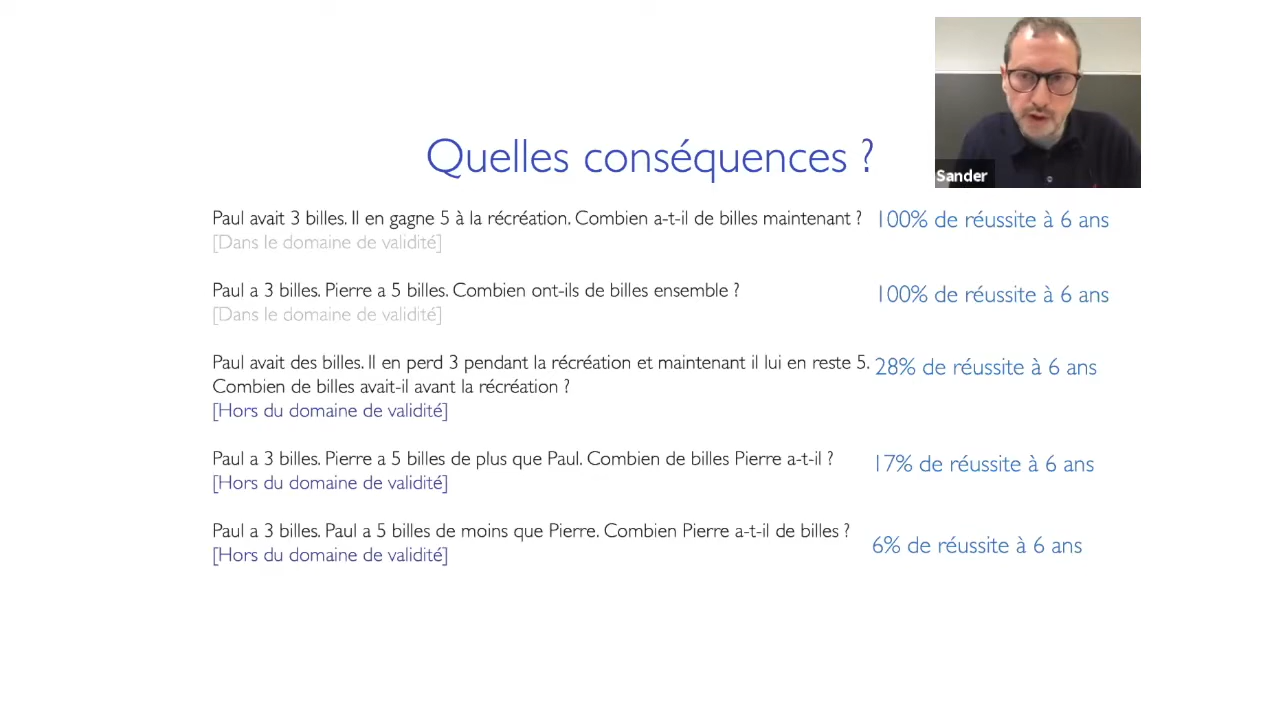 Sander
Quelles conséquences ?
Paul avait 3 billes. Il en gagne 5 à la récréation. Combien a-t-il de billes maintenant ? 100% de réussite à 6 ans
[Dans le domaine de validité]
Paul a 3 billes. Pierre a 5 billes. Combien ont-ils de billes ensemble ? 100% de réussite à 6 ans
[Dans le domaine de validité]
Paul avait des billes. Il en perd 3 pendant la récréation et maintenant il lui en reste 5. 28% de réussite à 6 ans
Combien de billes avait-il avant la récréation ?
[Hors du domaine de validité]
Paul a 3 billes. Pierre a 5 billes de plus que Paul. Combien de billes Pierre a-t-il ? 17% de réussite à 6 ans
[Hors du domaine de validité]
Paul a 3 billes. Paul a 5 billes de moins que Pierre. Combien Pierre a-t-il de billes ? 6% de réussite à 6 ans
[Hors du domaine de validité]